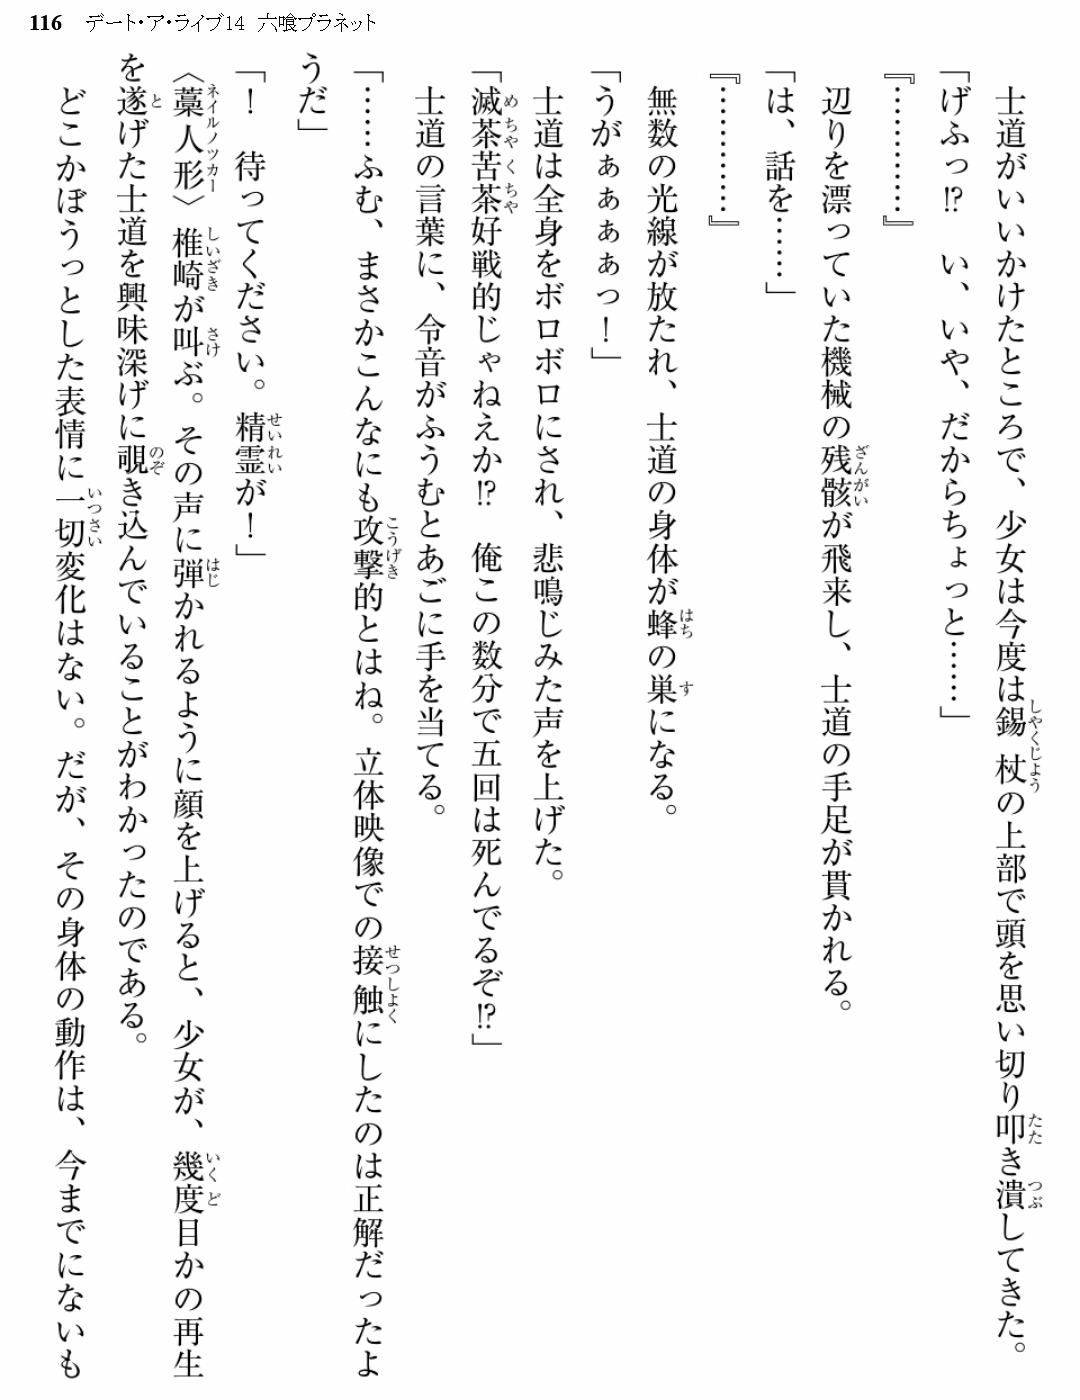 116 デート・ア・ライブ14 六喰プラネット
士道がいいかけたところで、少女は今度は錫杖の上部で頭を思い切り叩き潰してきた。
「げふっ!? い、いや、だからちょっと……」
『…………』
辺りを漂っていた機械の残骸が飛来し、士道の手足が貫かれる。
「は、話を……」
『…………』
無数の光線が放たれ、士道の身体が蜂の巣になる。
「うがぁぁぁぁっ！」
士道は全身をボロボロにされ、悲鳴じみた声を上げた。
「滅茶苦茶好戦的じゃねえか!? 俺この数分で五回は死んでるぞ!?」
士道の言葉に、令音がふうむとあごに手を当てる。
「……ふむ、まさかこんなにも攻撃的とはね。立体映像での接触にしたのは正解だったよ
うだ」
「！ 待ってください。精霊が！」
〈藁人形〉椎崎が叫ぶ。その声に弾かれるように顔を上げると、少女が、幾度目かの再生
を遂げた士道を興味深げに覗き込んでいることがわかったのである。
どこかぼうっとした表情に一切変化はない。だが、その身体の動作は、今までにないも